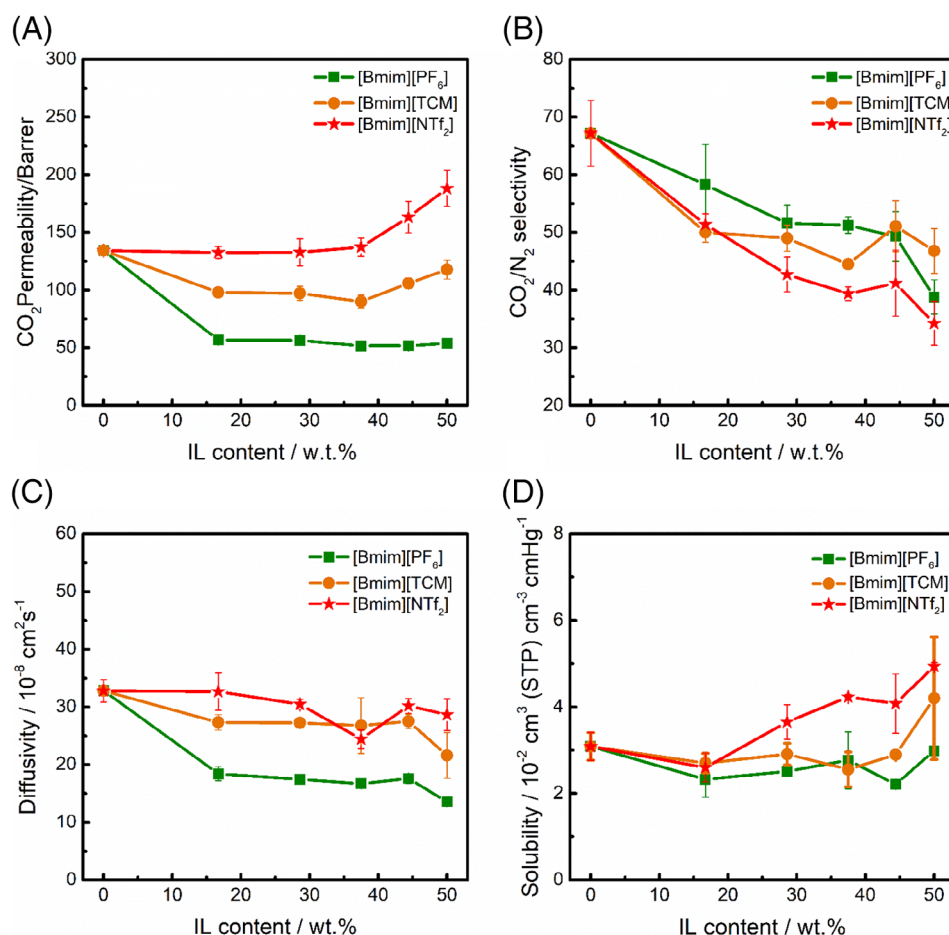 (A)
300
250
200
150
100
50
0
CO₂Permeability/Barrer
[Bmim][PF₆]
[Bmim][TCM]
[Bmim][NTf₂]
0 10 20 30 40 50
IL content / w.t.%
(B)
80
70
60
50
40
30
20
CO₂/N₂ selectivity
[Bmim][PF₆]
[Bmim][TCM]
[Bmim][NTf₂]
0 10 20 30 40 50
IL content / w.t.%
(C)
60
50
40
30
20
10
0
Diffusivity / 10⁻⁸ cm²s⁻¹
[Bmim][PF₆]
[Bmim][TCM]
[Bmim][NTf₂]
0 10 20 30 40 50
IL content / wt.%
(D)
8
6
4
2
0
Solubility / 10⁻² cm³ (STP) cm⁻³ cmHg⁻¹
[Bmim][PF₆]
[Bmim][TCM]
[Bmim][NTf₂]
0 10 20 30 40 50
IL content / wt.%